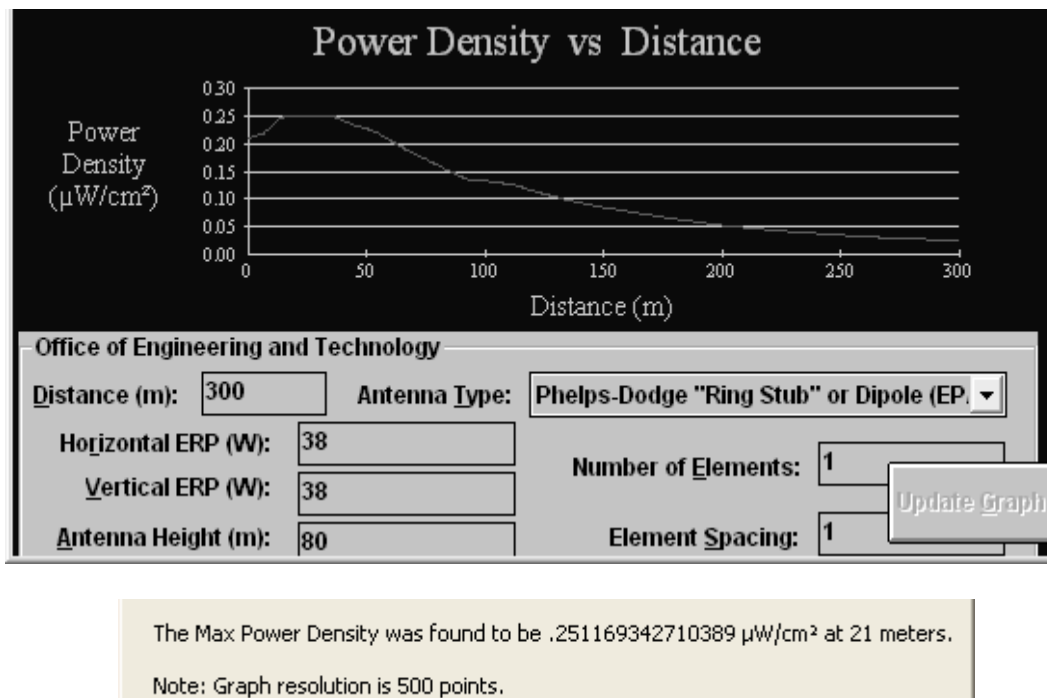 Power Density vs Distance
Power
Density
(µW/cm²)
0.30
0.25
0.20
0.15
0.10
0.05
0.00
0 50 100 150 200 250 300
Distance (m)
Office of Engineering and Technology
Distance (m): 300 Antenna Type: Phelps-Dodge "Ring Stub" or Dipole (EP
Horizontal ERP (W): 38
Number of Elements: 1
Vertical ERP (W): 38
Update Graph
Antenna Height (m): 80 Element Spacing: 1
The Max Power Density was found to be .251169342710389 µW/cm² at 21 meters.
Note: Graph resolution is 500 points.